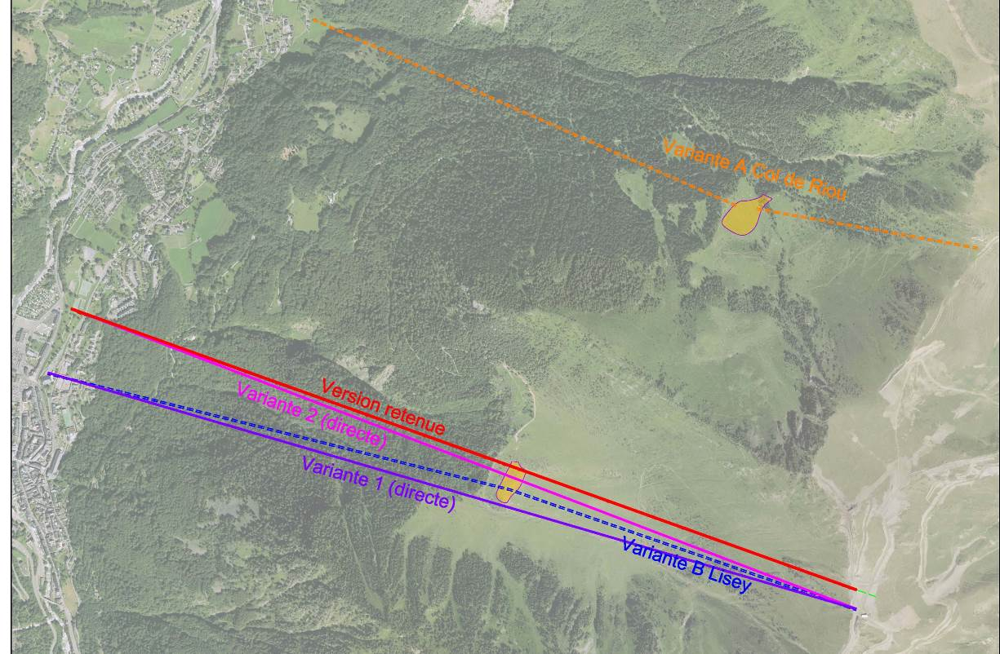 Variante A Col de Riou
Version retenue
Variante 2 (directe)
Variante 1 (directe)
Variante B Lisey